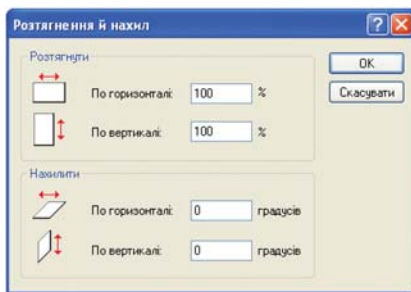 Розтягнення й нахил
Розтягнути
По горизонталі: 100 %
По вертикалі: 100 %
Нахилити
По горизонталі: 0 градусів
По вертикалі: 0 градусів
OK
Скасувати